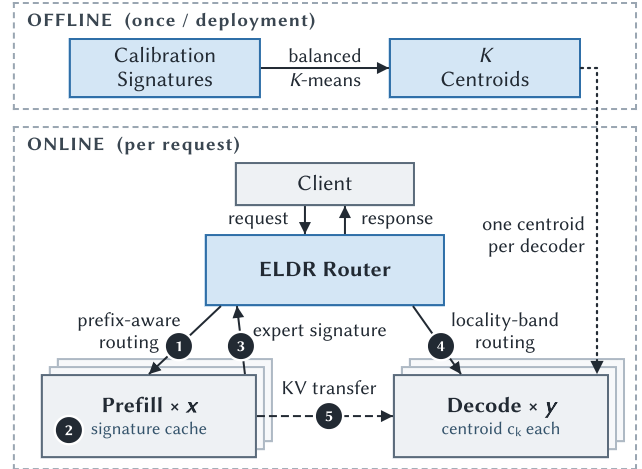 OFFLINE (once / deployment)
Calibration
Signatures
balanced
K-means
K
Centroids
ONLINE (per request)
Client
request
response
one centroid
per decoder
ELDR Router
prefix-aware
routing
1
3
expert signature
4
locality-band
routing
Prefill × x
2
signature cache
KV transfer
5
Decode × y
centroid cₖ each